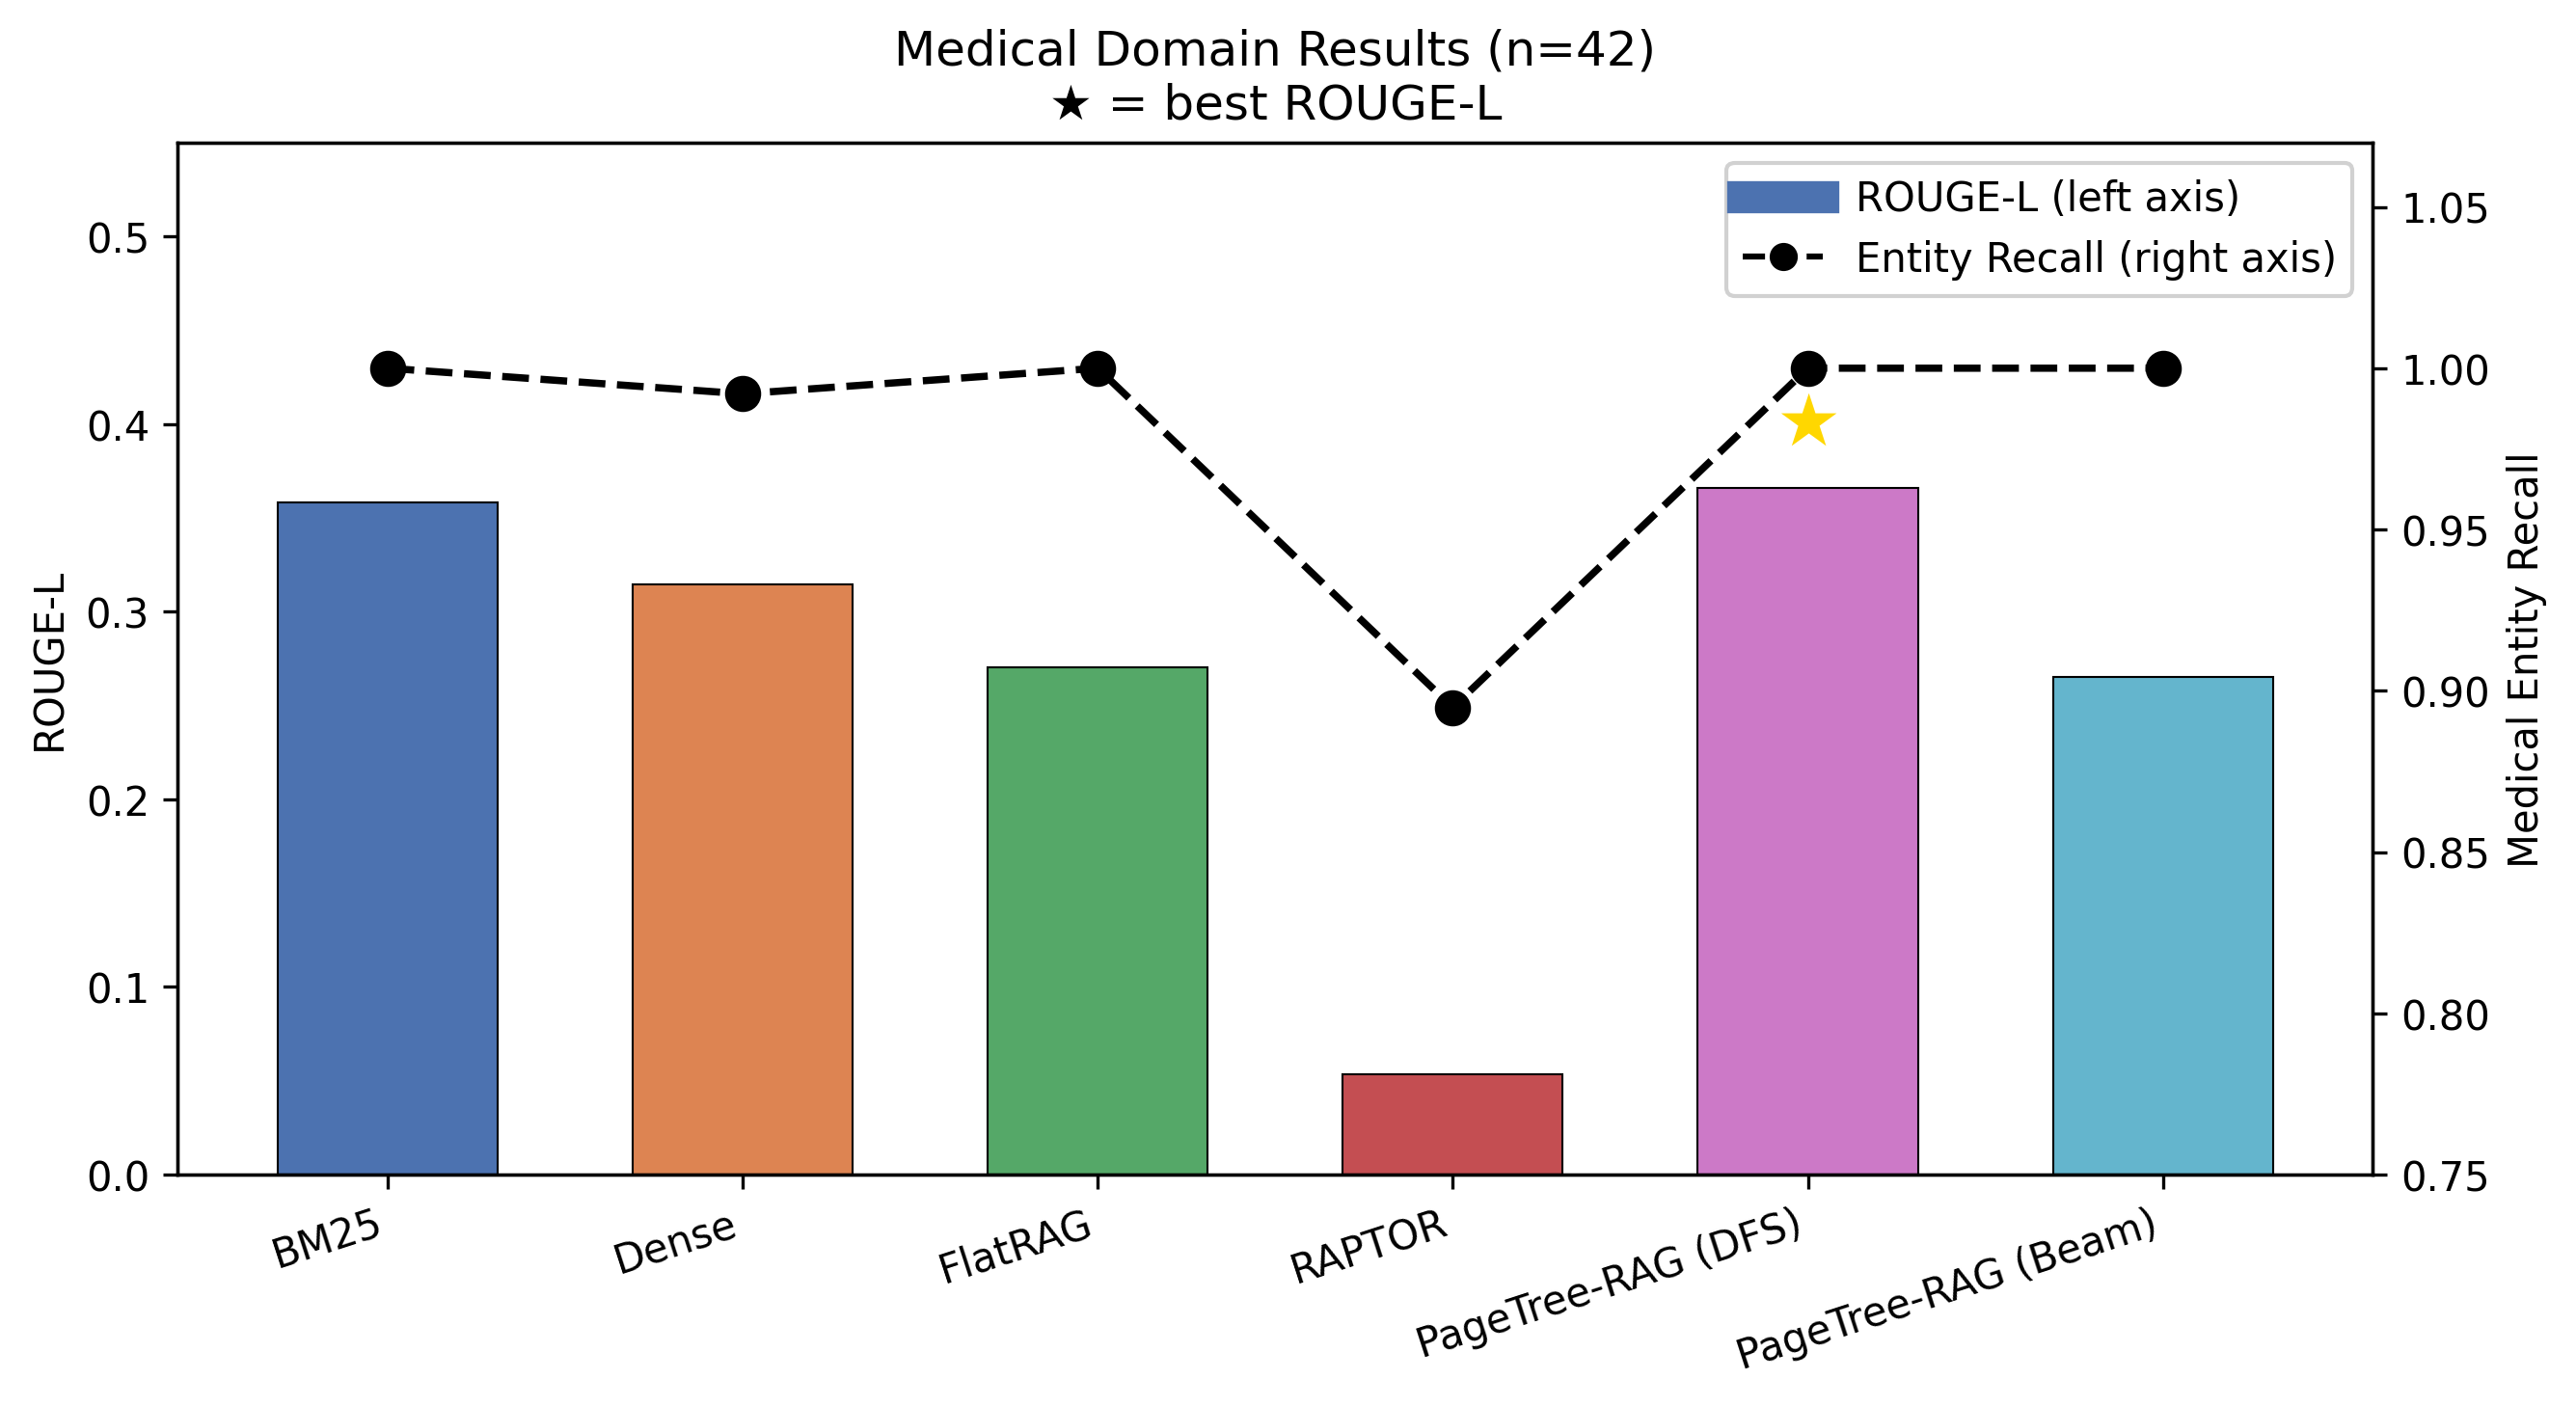 Medical Domain Results (n=42)
★ = best ROUGE-L
ROUGE-L (left axis)
Entity Recall (right axis)
ROUGE-L
0.5
0.4
0.3
0.2
0.1
0.0
1.05
1.00
0.95
0.90
0.85
0.80
0.75
Medical Entity Recall
BM25
Dense
FlatRAG
RAPTOR
PageTree-RAG (DFS)
PageTree-RAG (Beam)